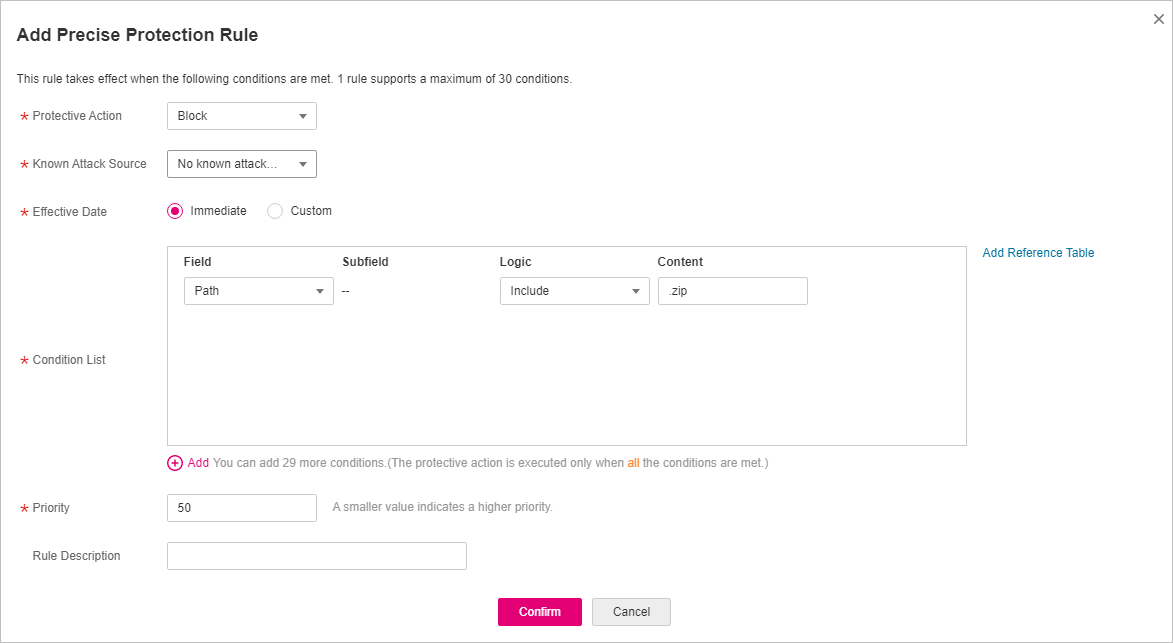 Add Precise Protection Rule
This rule takes effect when the following conditions are met. 1 rule supports a maximum of 30 conditions.
* Protective Action Block
* Known Attack Source No known attack...
* Effective Date Immediate Custom
Field Subfield Logic Content
Add Reference Table
Path -- Include .zip
* Condition List
Add You can add 29 more conditions.(The protective action is executed only when all the conditions are met.)
* Priority 50 A smaller value indicates a higher priority.
Rule Description
Confirm Cancel